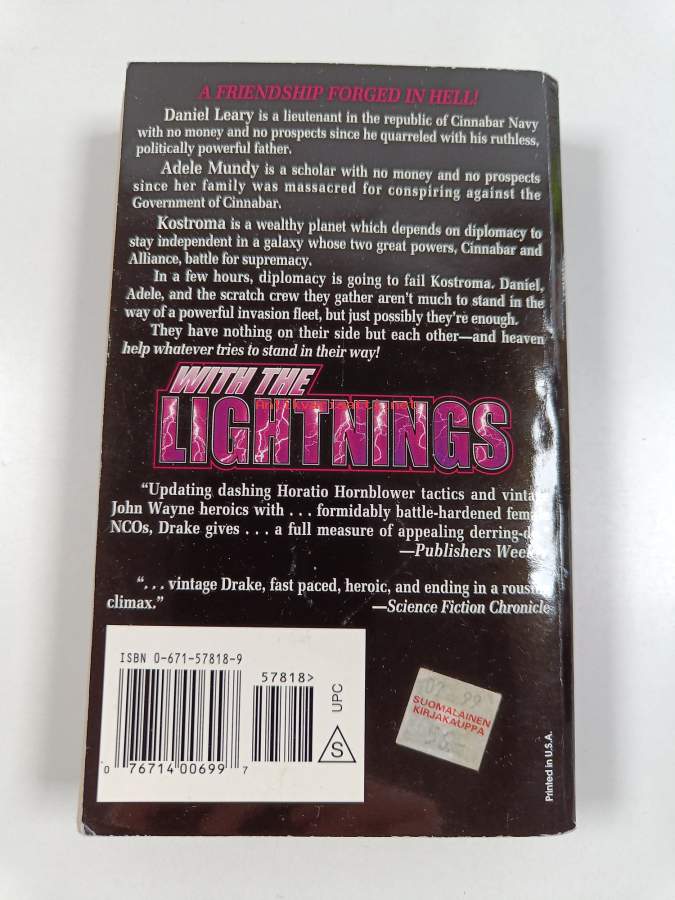 A FRIENDSHIP FORGED IN HELL!
Daniel Leary is a lieutenant in the republic of Cinnabar Navy
with no money and no prospects since he quarreled with his ruthless,
politically powerful father.
Adele Mundy is a scholar with no money and no prospects
since her family was massacred for conspiring against the
Government of Cinnabar.
Kostroma is a wealthy planet which depends on diplomacy to
stay independent in a galaxy whose two great powers, Cinnabar and
Alliance, battle for supremacy.
In a few hours, diplomacy is going to fail Kostroma. Daniel,
Adele, and the scratch crew they gather aren't much to stand in the
way of a powerful invasion fleet, but just possibly they're enough.
They have nothing on their side but each other—and heaven
help whatever tries to stand in their way!
WITH THE
LIGHTNINGS
“Updating dashing Horatio Hornblower tactics and
John Wayne heroics with . . . formidably battle-hardened
NCOs, Drake gives . . . a full measure of appealing
—Publishers
“. . . vintage Drake, fast paced, heroic, and ending in a
climax.”
—Science Fiction Chronicle
ISBN 0-671-57818-9
57818>
UPC
S
0 76714 00699 7
SUOMALAINEN
KIRJAKAUPPA
Printed in U.S.A.